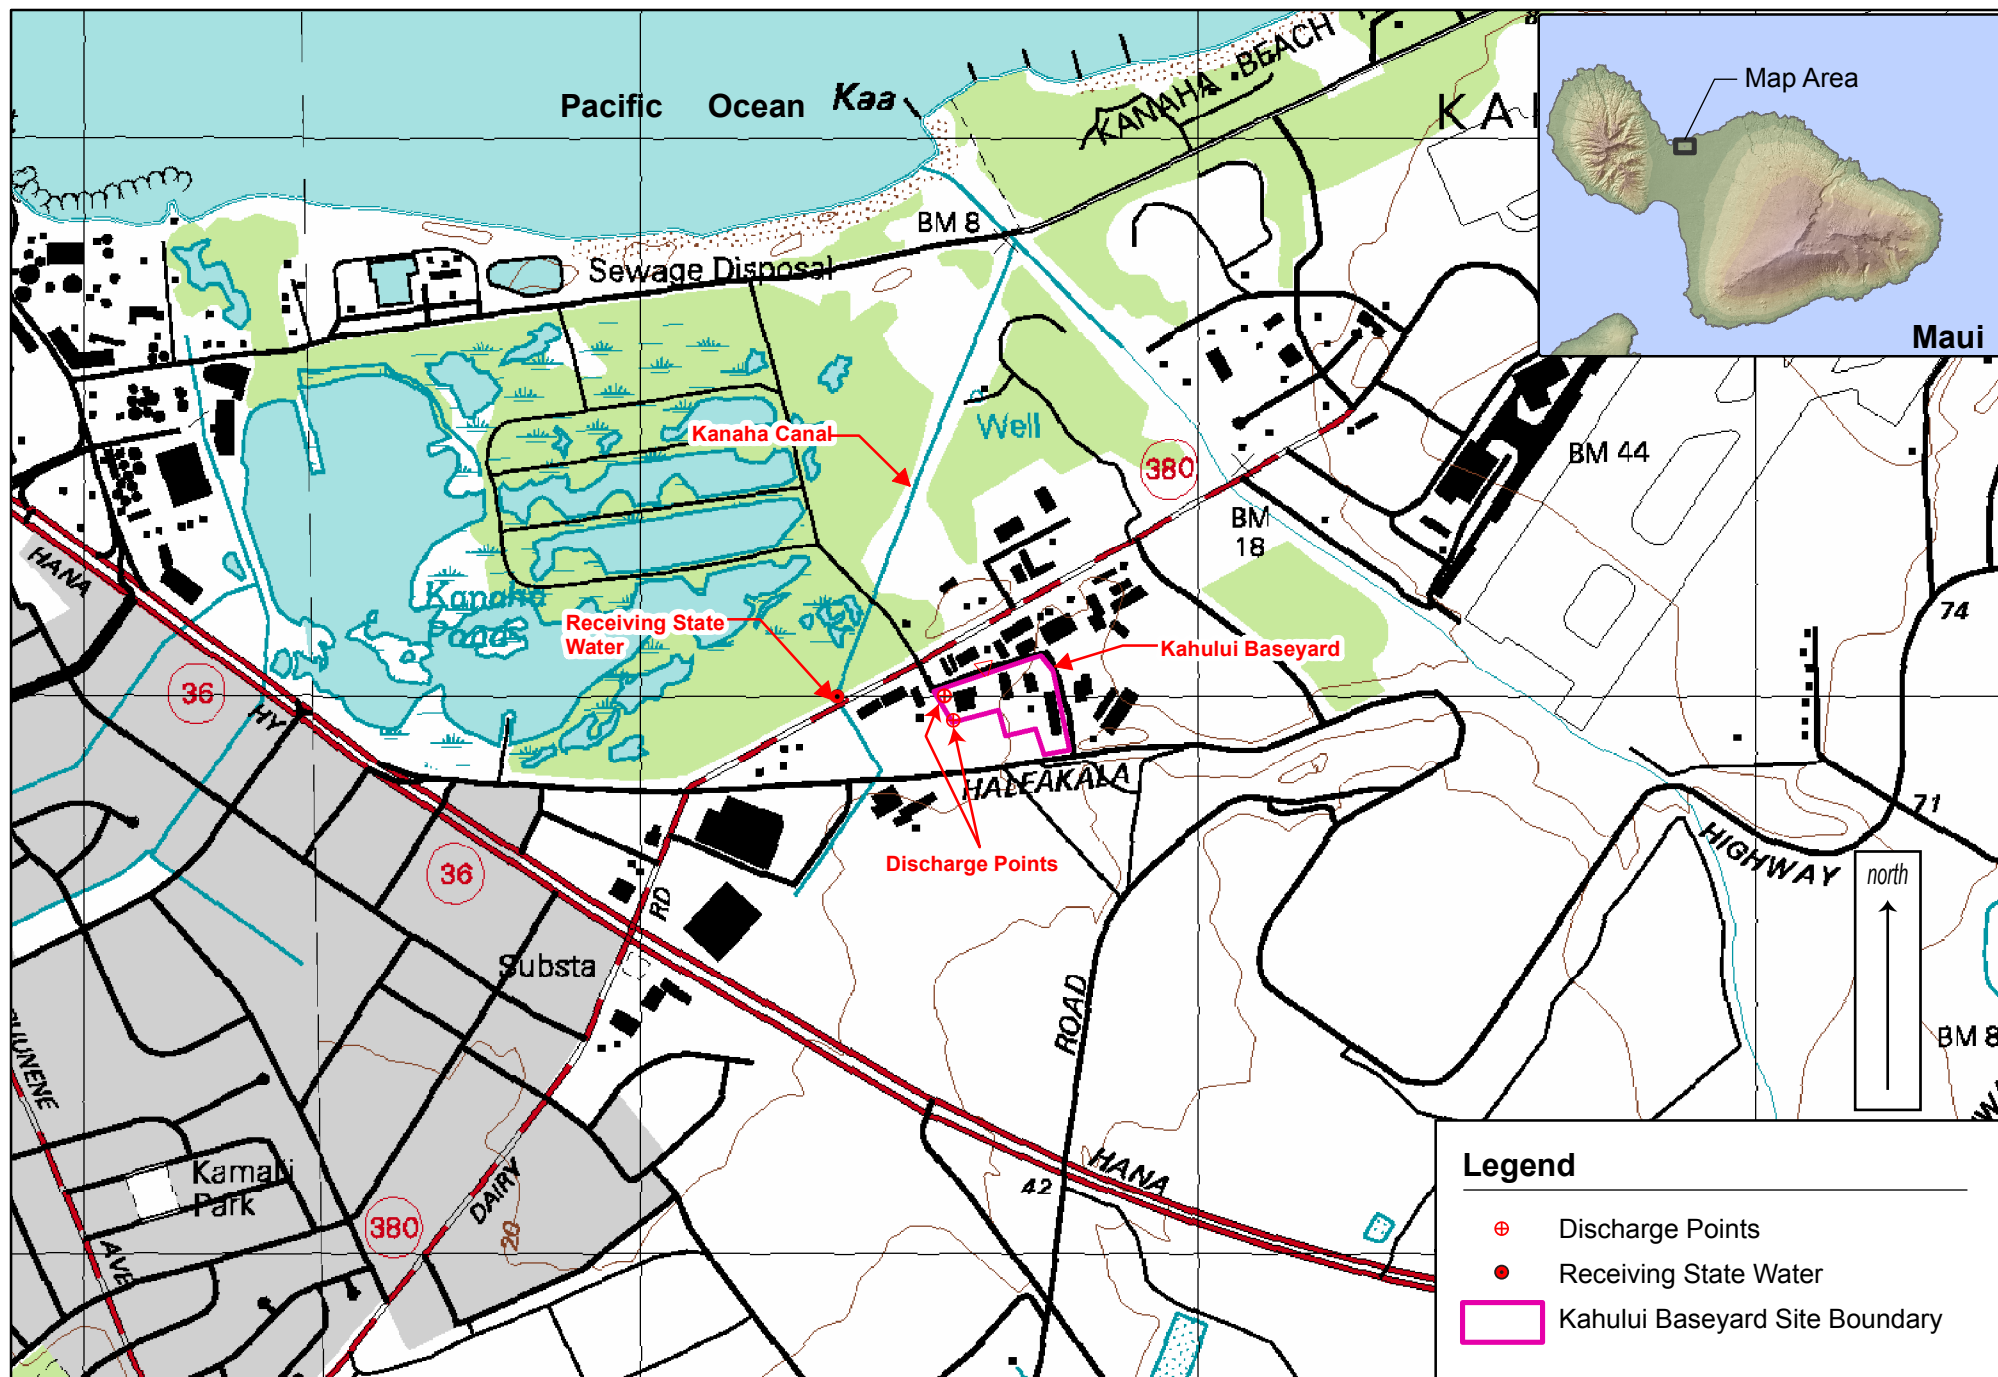 Pacific Ocean
Kaa
KANAHA BEACH
Map Area
Maui
BM 8
Sewage Disposal
Kanaha Canal
Well
380
BM 44
BM
18
HANA
Kanaha
Ponds
Receiving State
Water
Kahului Baseyard
74
36
HY
HALEAKALA
71
HIGHWAY
Discharge Points
36
RD
north
Substa
ROAD
BM 8
Kamalii
Park
DAIRY
42
HANA
380
20
AVE
Legend
Discharge Points
Receiving State Water
Kahului Baseyard Site Boundary